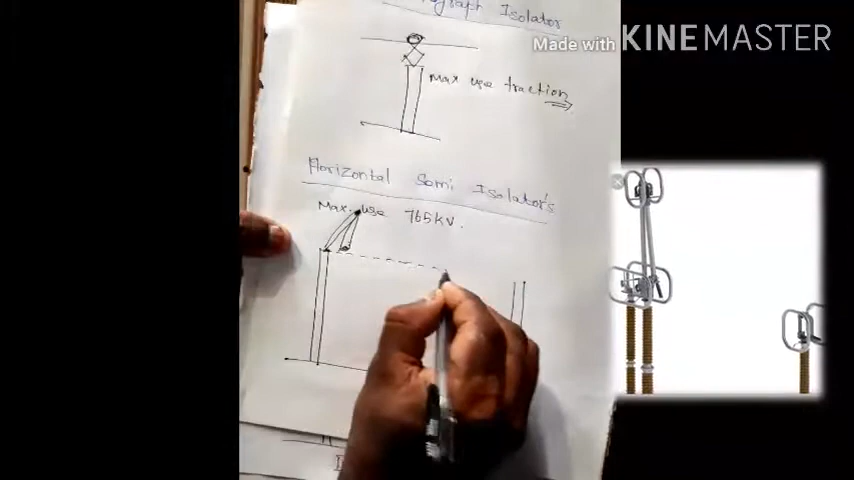 Isolator
Made with KINEMASTER
Max use traction
Horizontal Semi Isolator's
Max. use 765kv.